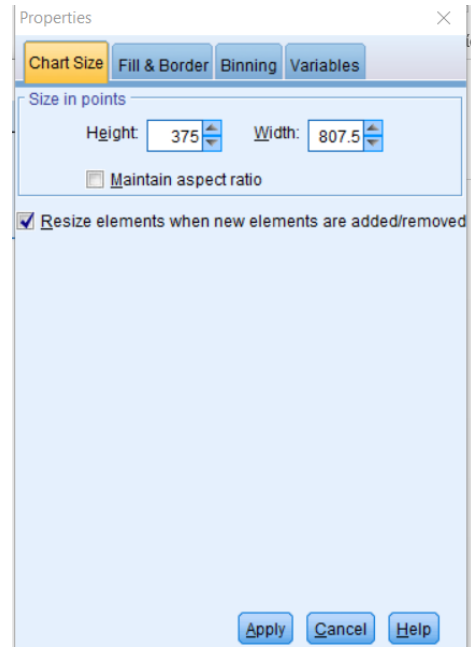 Properties
Chart Size Fill & Border Binning Variables
Size in points
Height: 375 Width: 807.5
Maintain aspect ratio
Resize elements when new elements are added/removed
Apply Cancel Help